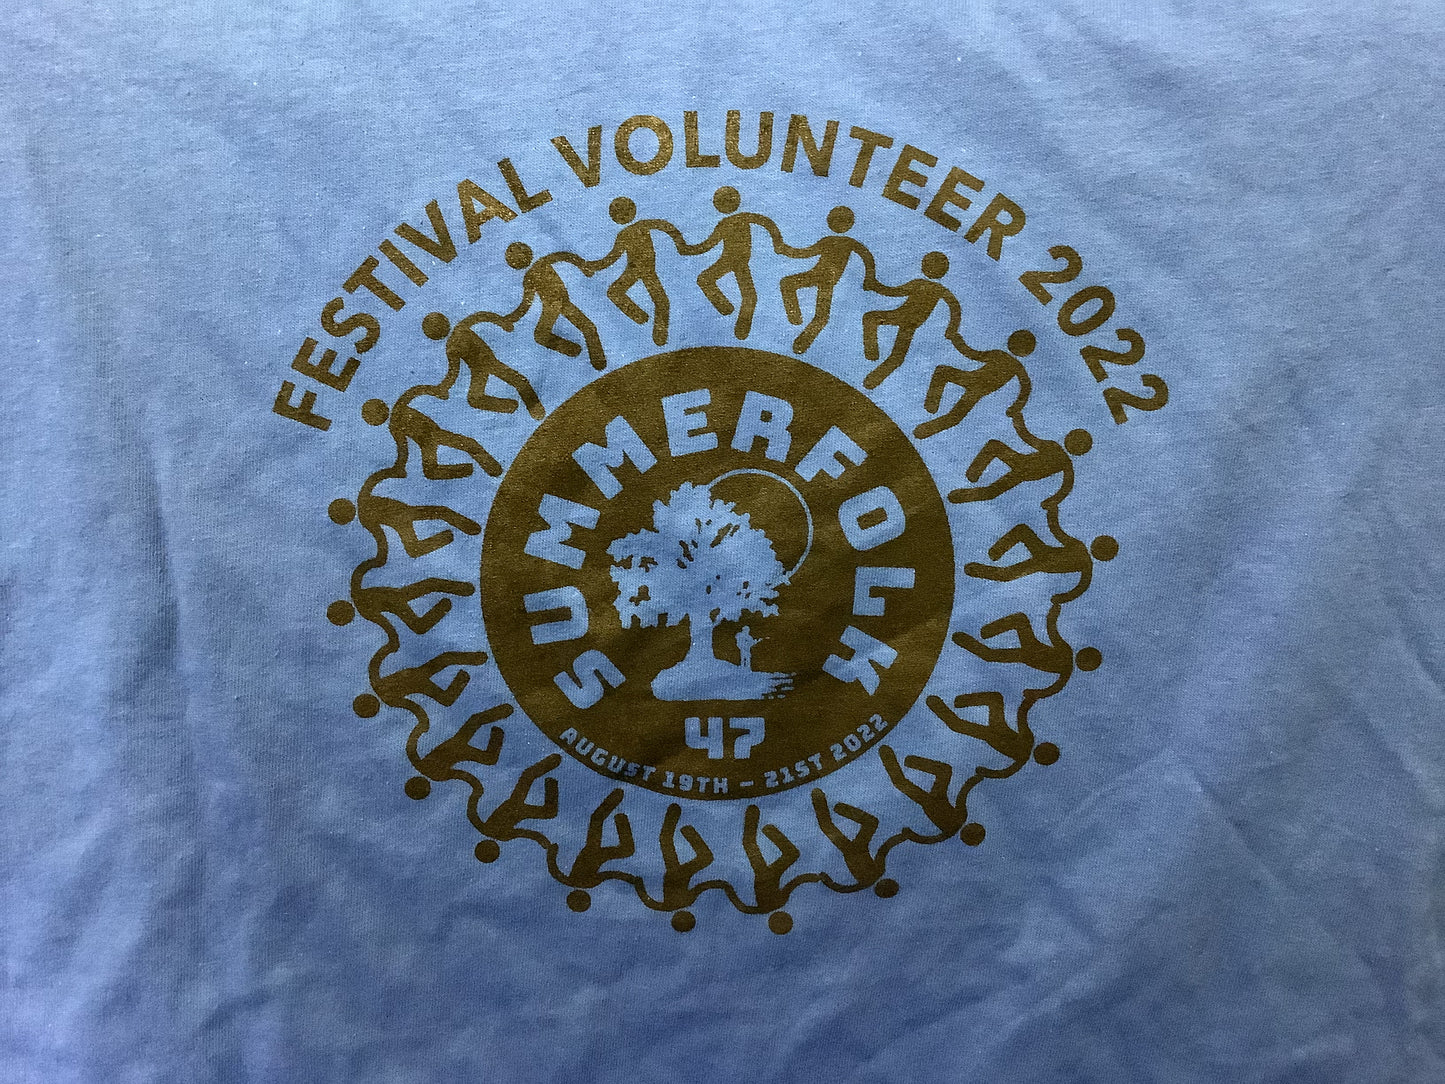 FESTIVAL VOLUNTEER 2022
SUMMERFOLK
47
AUGUST 19TH – 21ST 2022